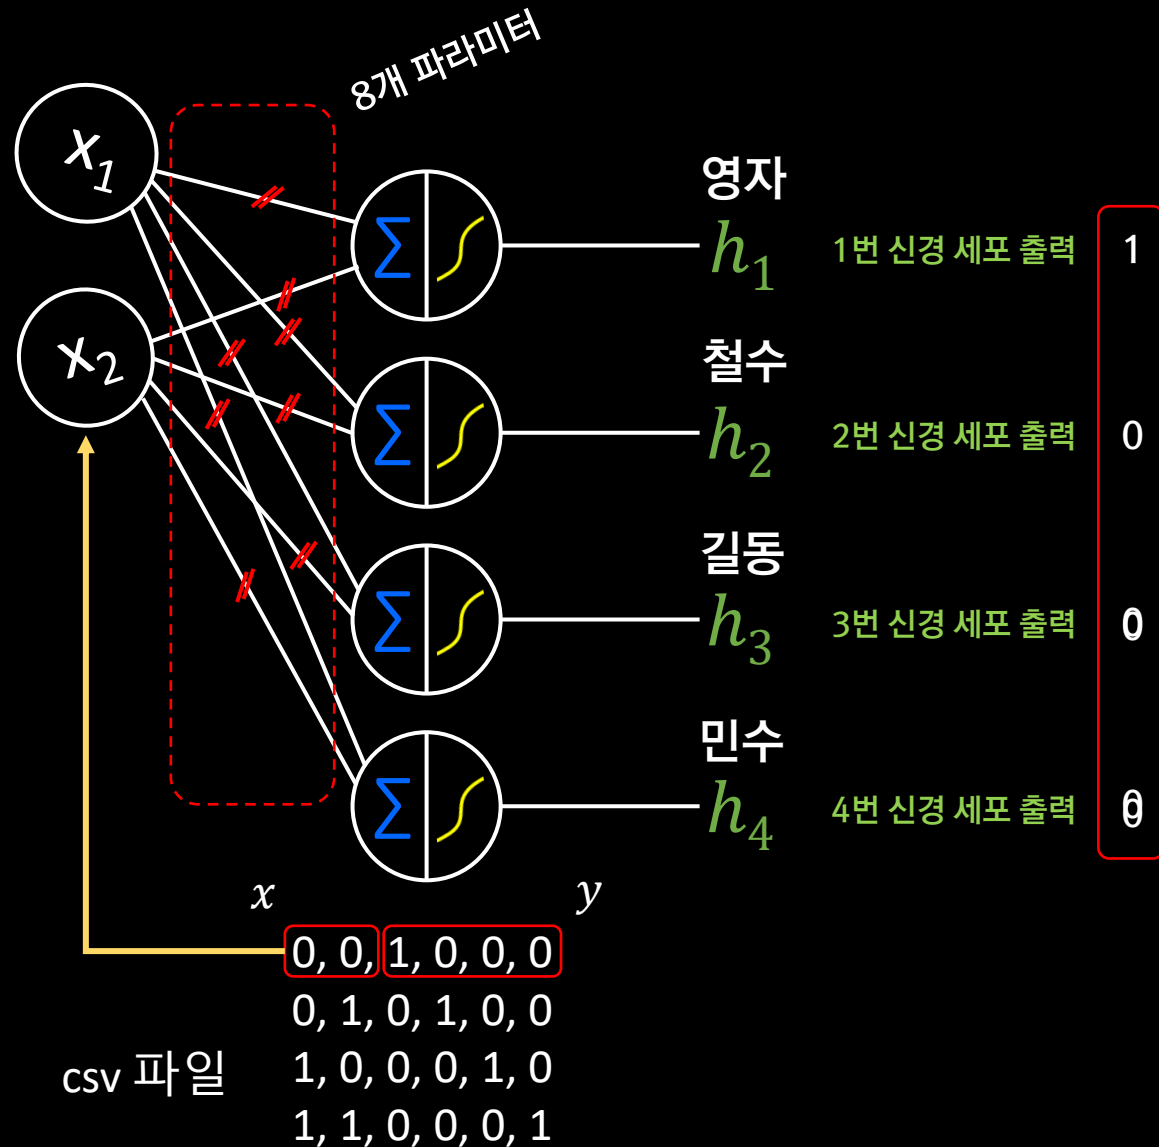 8개 파라미터
x1
x2
영자
∑
h1
1번 신경 세포 출력
1
철수
∑
h2
2번 신경 세포 출력
0
길동
∑
h3
3번 신경 세포 출력
0
민수
∑
h4
4번 신경 세포 출력
0
x
y
0, 0, 1, 0, 0, 0
0, 1, 0, 1, 0, 0
csv 파일
1, 0, 0, 0, 1, 0
1, 1, 0, 0, 0, 1